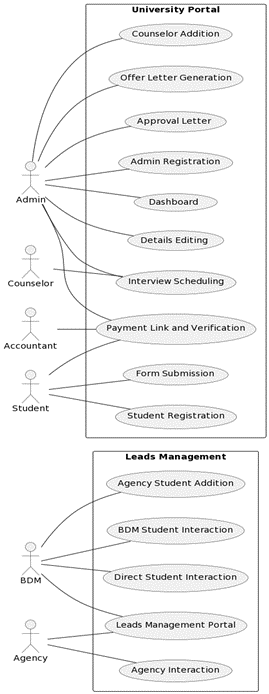 University Portal
Counselor Addition
Offer Letter Generation
Approval Letter
Admin Registration
Admin
Dashboard
Details Editing
Counselor
Interview Scheduling
Payment Link and Verification
Accountant
Form Submission
Student
Student Registration
Leads Management
Agency Student Addition
BDM Student Interaction
BDM
Direct Student Interaction
Leads Management Portal
Agency
Agency Interaction